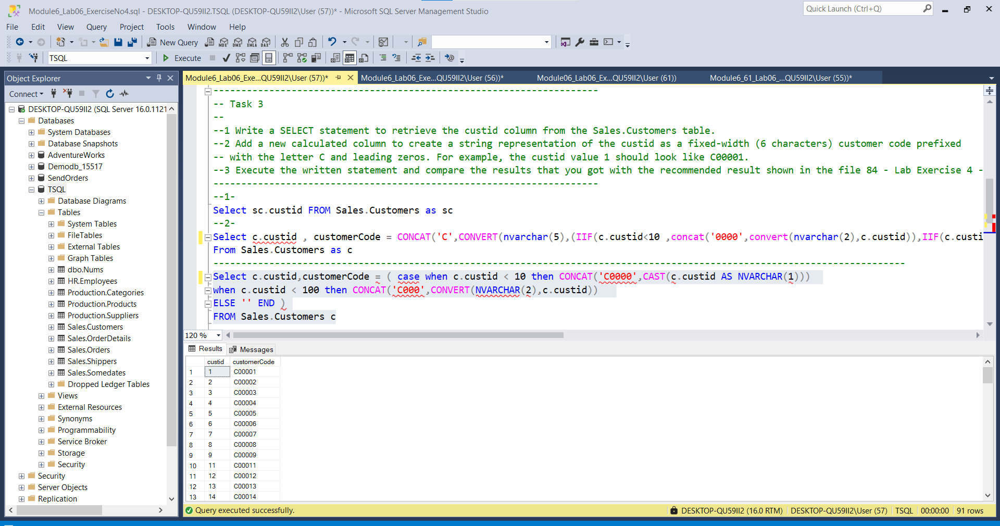 Module6_Lab06_ExerciseNo4.sql - DESKTOP-QU59II2.TSQL (DESKTOP-QU59II2\User (57))* - Microsoft SQL Server Management Studio
Quick Launch (Ctrl+Q)
File Edit View Query Project Tools Window Help
New Query MDX DMX XMLA DAX
TSQL Execute
Object Explorer
Connect
DESKTOP-QU59II2 (SQL Server 16.0.1121
Databases
System Databases
Database Snapshots
AdventureWorks
Demodb_15517
SendOrders
TSQL
Database Diagrams
Tables
System Tables
FileTables
External Tables
Graph Tables
dbo.Nums
HR.Employees
Production.Categories
Production.Products
Production.Suppliers
Sales.Customers
Sales.OrderDetails
Sales.Orders
Sales.Shippers
Sales.Somedates
Dropped Ledger Tables
Views
External Resources
Synonyms
Programmability
Service Broker
Storage
Security
Security
Server Objects
Replication
Module6_Lab06_Exe...QU59II2\User (57))* Module6_Lab06_Exe...QU59II2\User (56))* Module06_Lab06_Ex...QU59II2\User (61)) Module6_61_Lab06_...QU59II2\User (55))*
---------------------------------------------------------------------
-- Task 3
--
--1 Write a SELECT statement to retrieve the custid column from the Sales.Customers table.
--2 Add a new calculated column to create a string representation of the custid as a fixed-width (6 characters) customer code prefixed
-- with the letter C and leading zeros. For example, the custid value 1 should look like C00001.
--3 Execute the written statement and compare the results that you got with the recommended result shown in the file 84 - Lab Exercise 4 -
---------------------------------------------------------------------
--1-
Select sc.custid FROM Sales.Customers as sc
--2-
Select c.custid , customerCode = CONCAT('C',CONVERT(nvarchar(5),(IIF(c.custid<10 ,concat('0000',convert(nvarchar(2),c.custid)),IIF(c.custi
From Sales.Customers as c
----------------------------------------------------------------------------------------------------------------------------
Select c.custid,customerCode = ( case when c.custid < 10 then CONCAT('C0000',CAST(c.custid AS NVARCHAR(1)))
when c.custid < 100 then CONCAT('C000',CONVERT(NVARCHAR(2),c.custid))
ELSE '' END )
FROM Sales.Customers c
120 %
Results Messages
custid customerCode
1 1 C00001
2 2 C00002
3 3 C00003
4 4 C00004
5 5 C00005
6 6 C00006
7 7 C00007
8 8 C00008
9 9 C00009
10 11 C00011
11 12 C00012
12 13 C00013
13 14 C00014
Query executed successfully. DESKTOP-QU59II2 (16.0 RTM) DESKTOP-QU59II2\User (57) TSQL 00:00:00 91 rows